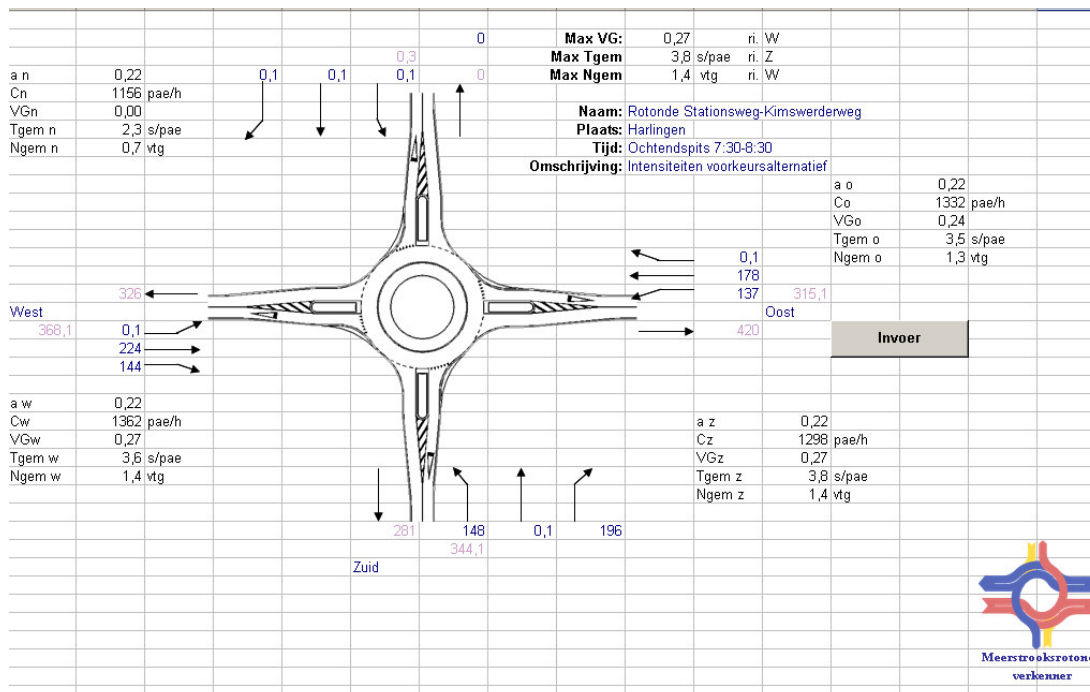 0 Max VG: 0,27 ri. W
0,3 Max Tgem 3,8 s/pae ri. Z
a n 0,22 0,1 0,1 0,1 0 Max Ngem 1,4 vtg ri. W
Cn 1156 pae/h
VGn 0,00 Naam: Rotonde Stationsweg-Kimswerderweg
Tgem n 2,3 s/pae Plaats: Harlingen
Ngem n 0,7 vtg Tijd: Ochtendspits 7:30-8:30
Omschrijving: Intensiteiten voorkeursalternatief
a o 0,22
Co 1332 pae/h
VGo 0,24
Tgem o 3,5 s/pae
0,1 Ngem o 1,3 vtg
178
326 137 315,1
West Oost
368,1 0,1 420 Invoer
224
144
a w 0,22
Cw 1362 pae/h a z 0,22
VGw 0,27 Cz 1298 pae/h
Tgem w 3,6 s/pae VGz 0,27
Ngem w 1,4 vtg Tgem z 3,8 s/pae
Ngem z 1,4 vtg
281 148 0,1 196
344,1
Zuid
Meerstrooksroton
verkenner